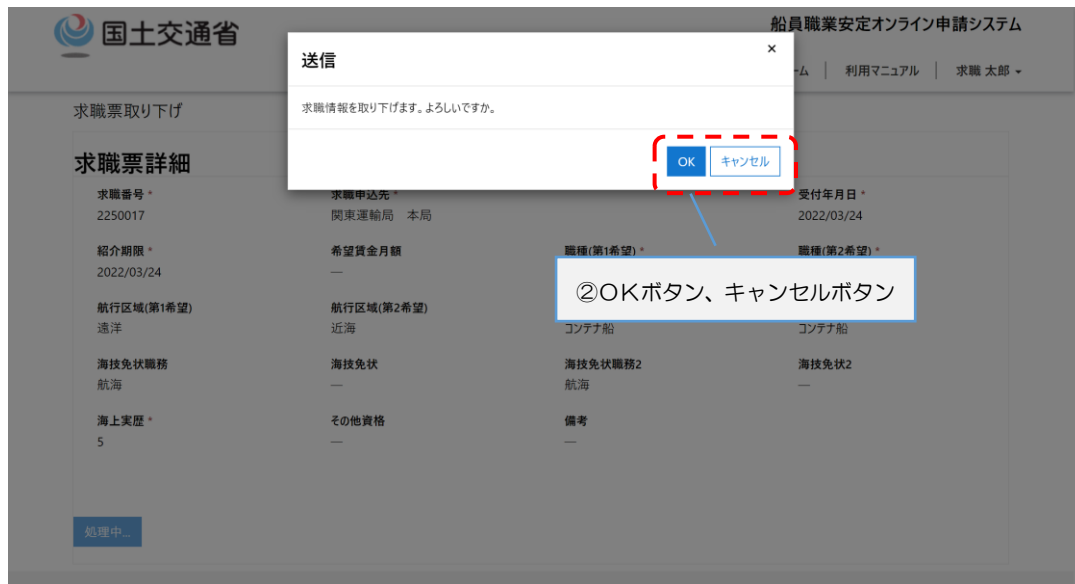 国土交通省
船員職業安定オンライン申請システム
ーム | 利用マニュアル | 求職 太郎
送信
×
求職情報を取り下げます。よろしいですか。
OK キャンセル
求職票取り下げ
求職票詳細
求職番号 * 求職申込先 * 受付年月日 *
2250017 関東運輸局 本局 2022/03/24
紹介期限 * 希望賃金月額 職種(第1希望) * 職種(第2希望) *
2022/03/24 —
②OKボタン、キャンセルボタン
航行区域(第1希望) 航行区域(第2希望)
遠洋 近海 コンテナ船 コンテナ船
海技免状職務 海技免状 海技免状職務2 海技免状2
航海 — 航海 —
海上実歴 * その他資格 備考
5 — —
処理中...